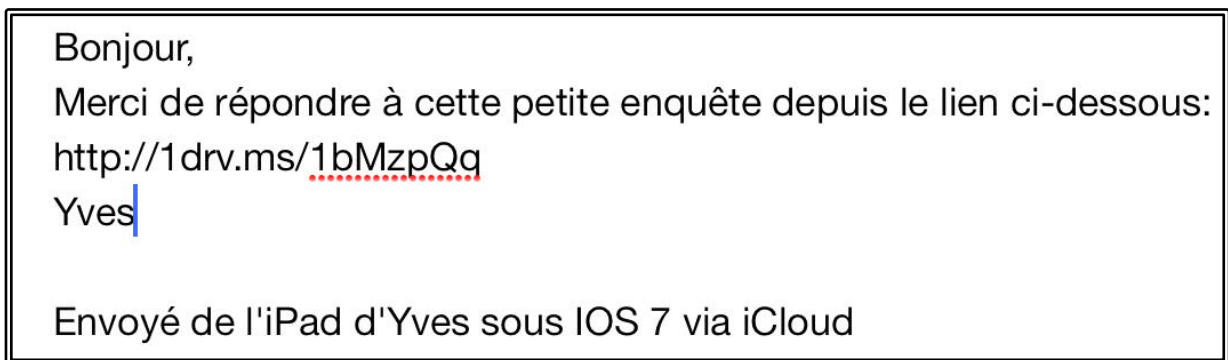 Bonjour,
Merci de répondre à cette petite enquête depuis le lien ci-dessous:
http://1drv.ms/1bMzpQq
Yves
Envoyé de l'iPad d'Yves sous IOS 7 via iCloud